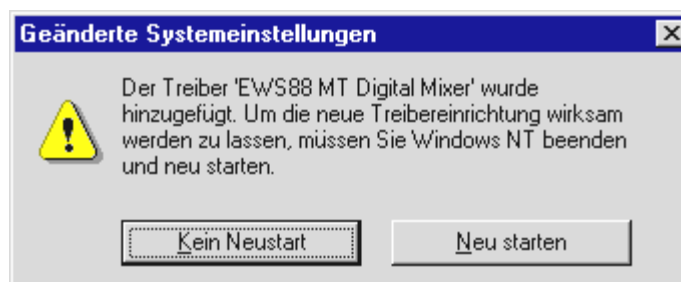 Geänderte Systemeinstellungen
Der Treiber 'EWS88 MT Digital Mixer' wurde
hinzugefügt. Um die neue Treibereinrichtung wirksam
werden zu lassen, müssen Sie Windows NT beenden
und neu starten.
Kein Neustart
Neu starten